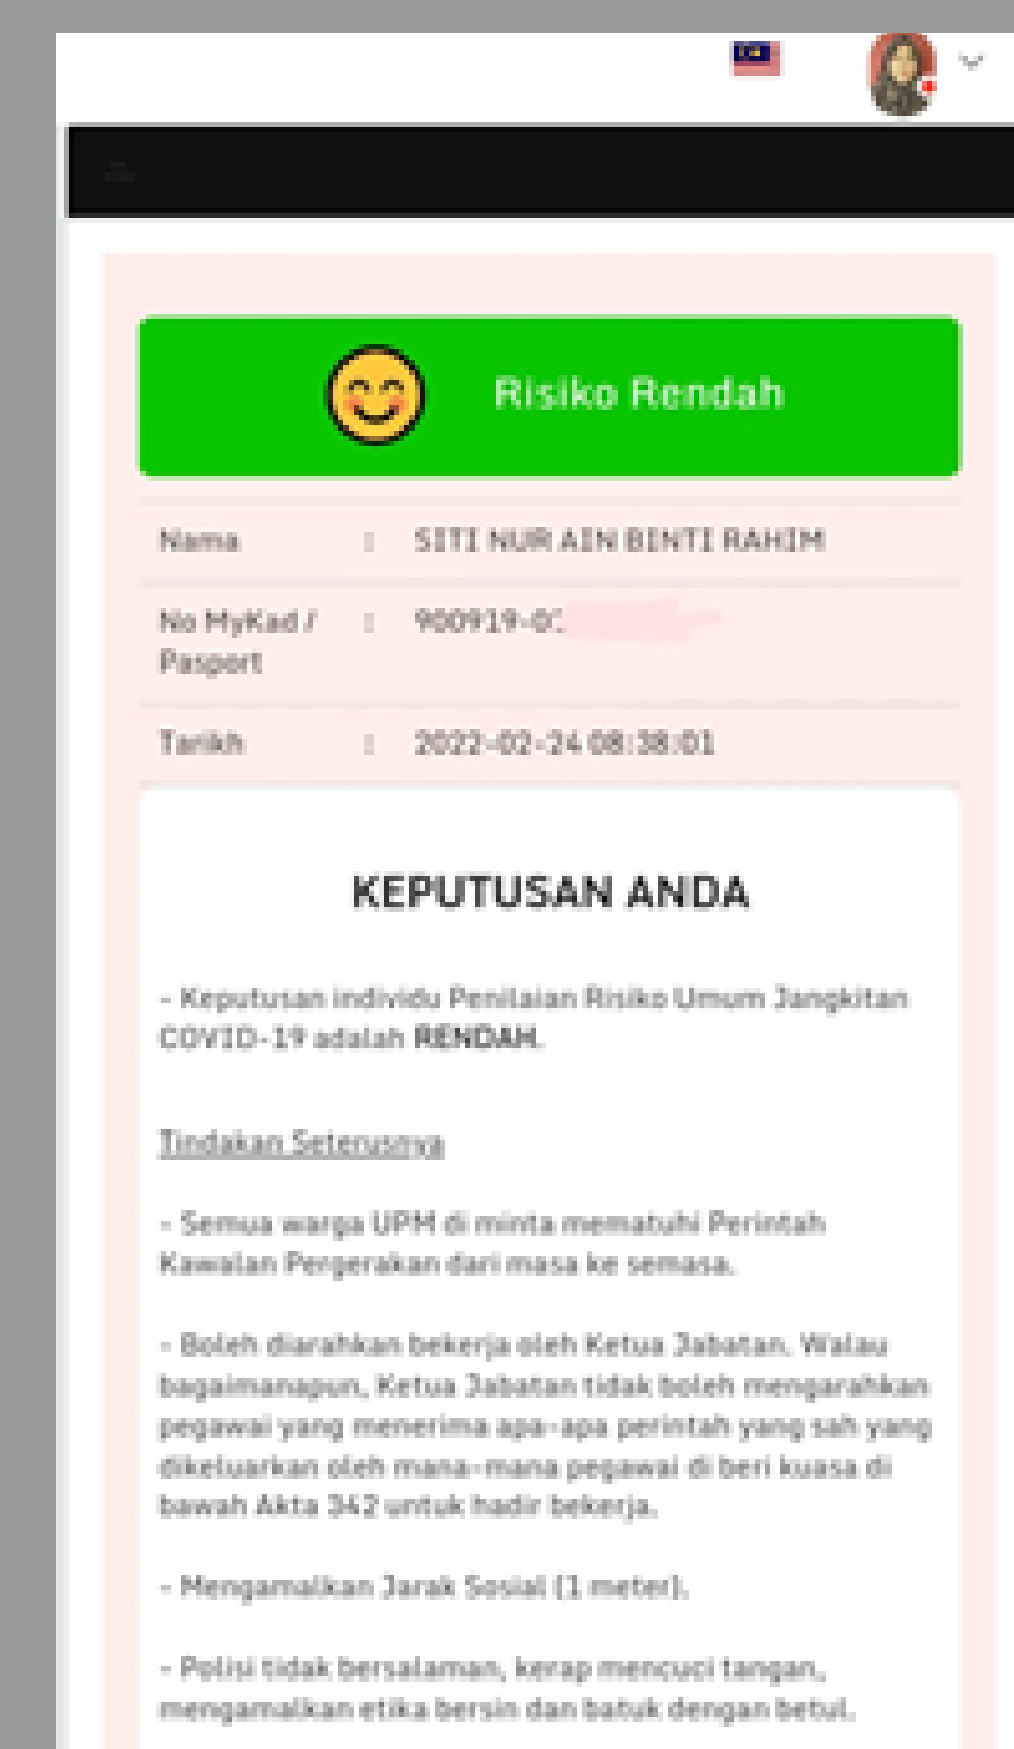 Risiko Rendah
Nama : SITI NUR AIN BINTI RAHIM
No MyKad / : 900919-0
Pasport
Tarikh : 2022-02-24 08:38:01
KEPUTUSAN ANDA
- Keputusan individu Penilaian Risiko Umum Jangkitan
COVID-19 adalah RENDAH.
Tindakan Seterusnya
- Semua warga UPM di minta mematuhi Perintah
Kawalan Pergerakan dari masa ke semasa.
- Boleh diarahkan bekerja oleh Ketua Jabatan. Walau
bagaimanapun, Ketua Jabatan tidak boleh mengarahkan
pegawai yang menerima apa-apa perintah yang sah yang
dikeluarkan oleh mana-mana pegawai di beri kuasa di
bawah Akta 342 untuk hadir bekerja.
- Mengamalkan Jarak Sosial (1 meter).
- Polisi tidak bersalaman, kerap mencuci tangan,
mengamalkan etika bersin dan batuk dengan betul.